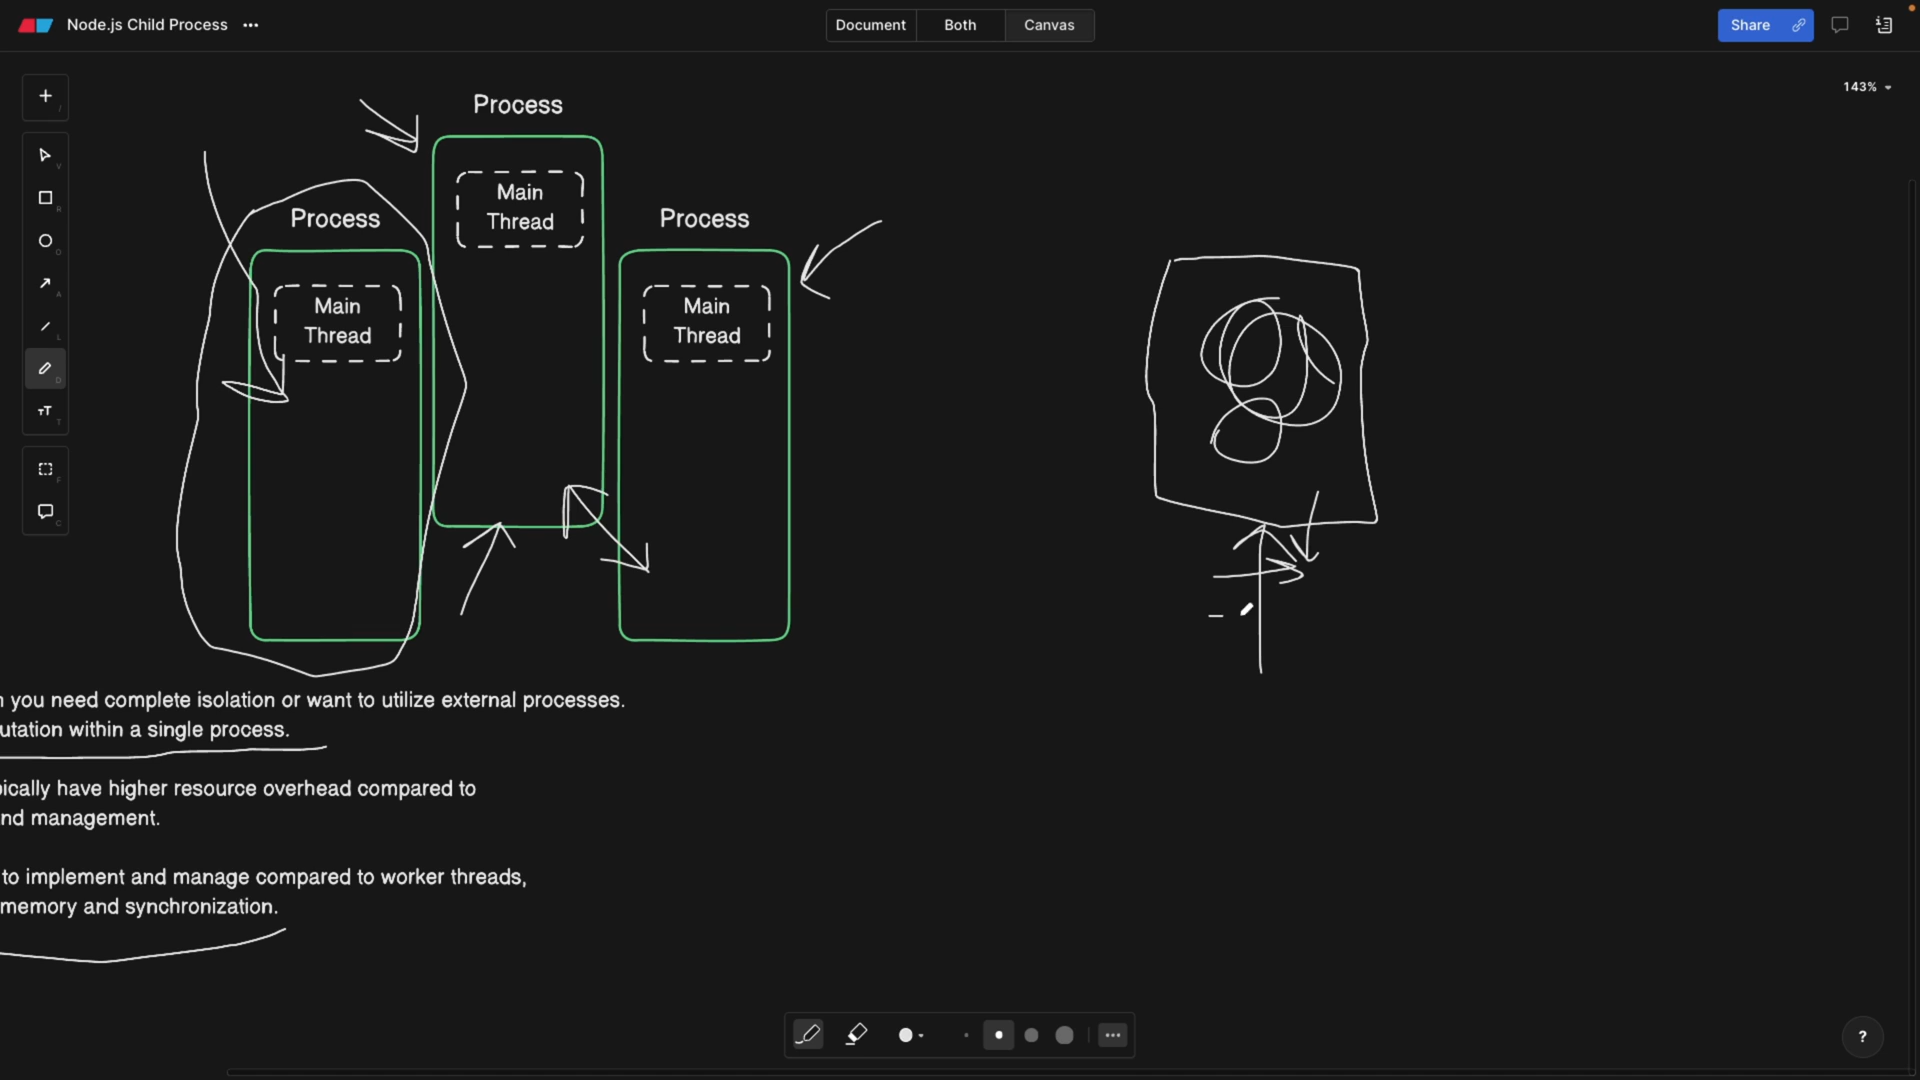 Node.js Child Process
Document
Both
Canvas
Share
143%
Process
Main
Thread
Process
Main
Thread
Process
Main
Thread
n you need complete isolation or want to utilize external processes.
utation within a single process.
pically have higher resource overhead compared to
nd management.
to implement and manage compared to worker threads,
memory and synchronization.
/
V
R
O
A
L
D
TT
T
F
C
?